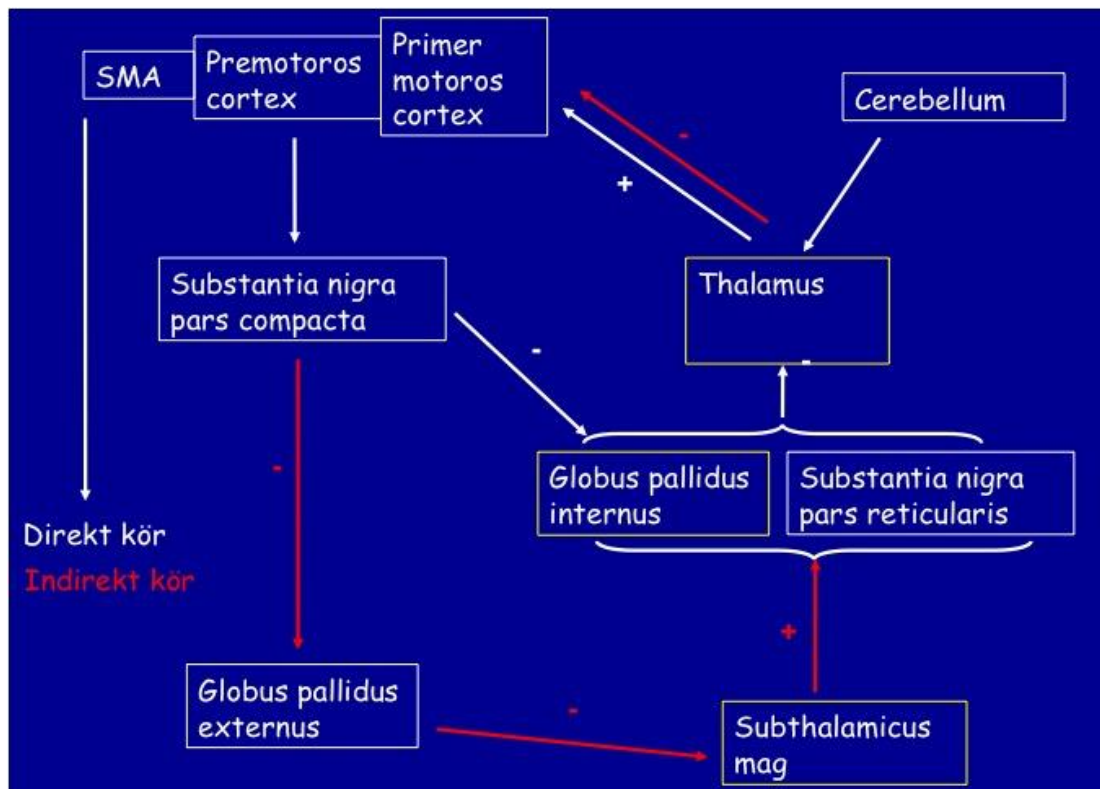 SMA
Premotoros
cortex
Primer
motoros
cortex
Cerebellum
-
+
Substantia nigra
pars compacta
Thalamus
-
-
-
Globus pallidus
internus
Substantia nigra
pars reticularis
Direkt kör
Indirekt kör
+
Globus pallidus
externus
-
Subthalamicus
mag